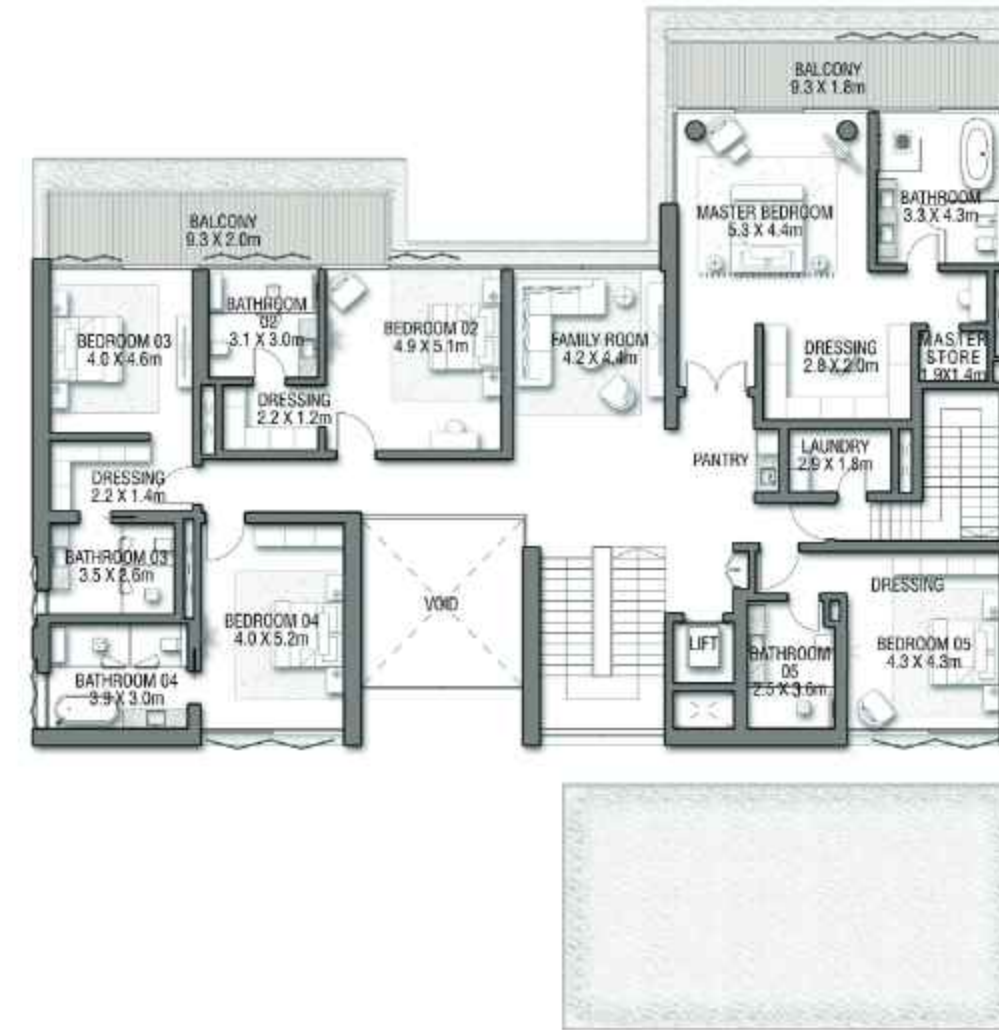 BALCONY
9.3 X 1.8m
BATHROOM
3.3 X 4.3m
MASTER BEDROOM
5.3 X 4.4m
BALCONY
9.3 X 2.0m
BEDROOM 03
4.0 X 4.6m
BATHROOM
02
3.1 X 3.0m
BEDROOM 02
4.9 X 5.1m
FAMILY ROOM
4.2 X 4.4m
DRESSING
2.8 X 2.0m
MASTER
STORE
1.9X1.4m
DRESSING
2.2 X 1.2m
PANTRY
LAUNDRY
2.9 X 1.8m
DRESSING
2.2 X 1.4m
BATHROOM 03
3.5 X 2.6m
BEDROOM 04
4.0 X 5.2m
VOID
DRESSING
LIFT
BATHROOM
05
2.5 X 3.6m
BEDROOM 05
4.3 X 4.3m
BATHROOM 04
3.9 X 3.0m